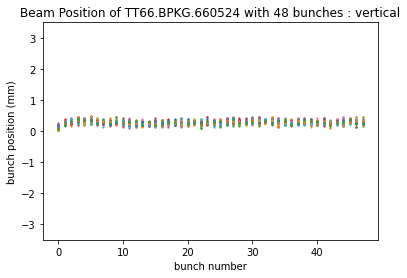 Beam Position of TT66.BPKG.660524 with 48 bunches : vertical
3
2
1
0
−1
−2
−3
bunch position (mm)
0 10 20 30 40
bunch number